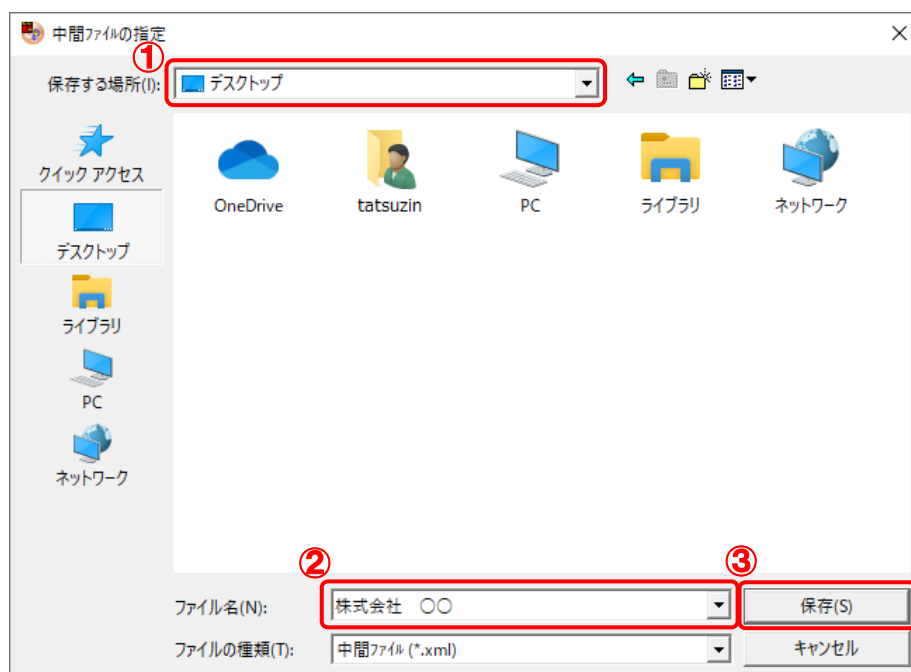 中間ﾌｧｲﾙの指定
①
保存する場所(I): デスクトップ
クイック アクセス
デスクトップ
ライブラリ
PC
ネットワーク
OneDrive tatsuzin PC ライブラリ ネットワーク
② ③
ファイル名(N): 株式会社　○○ 保存(S)
ファイルの種類(T): 中間ﾌｧｲﾙ (*.xml) キャンセル